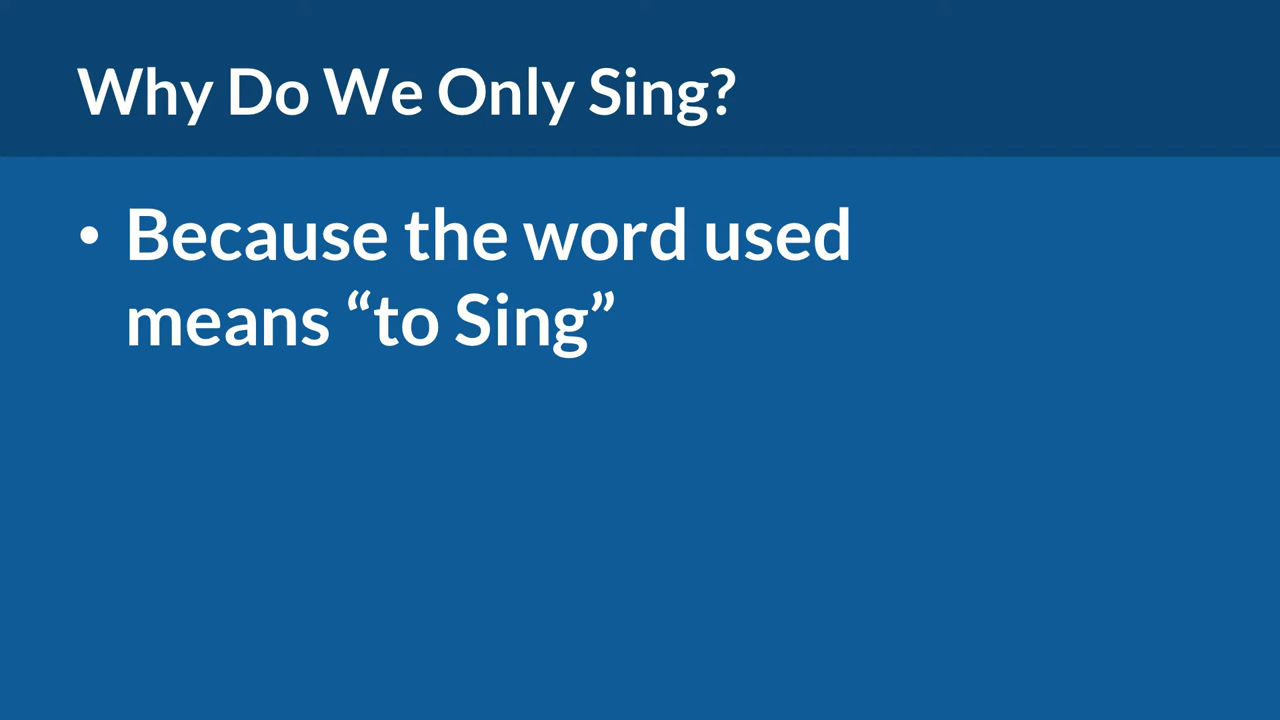 Why Do We Only Sing?
• Because the word used
means “to Sing”